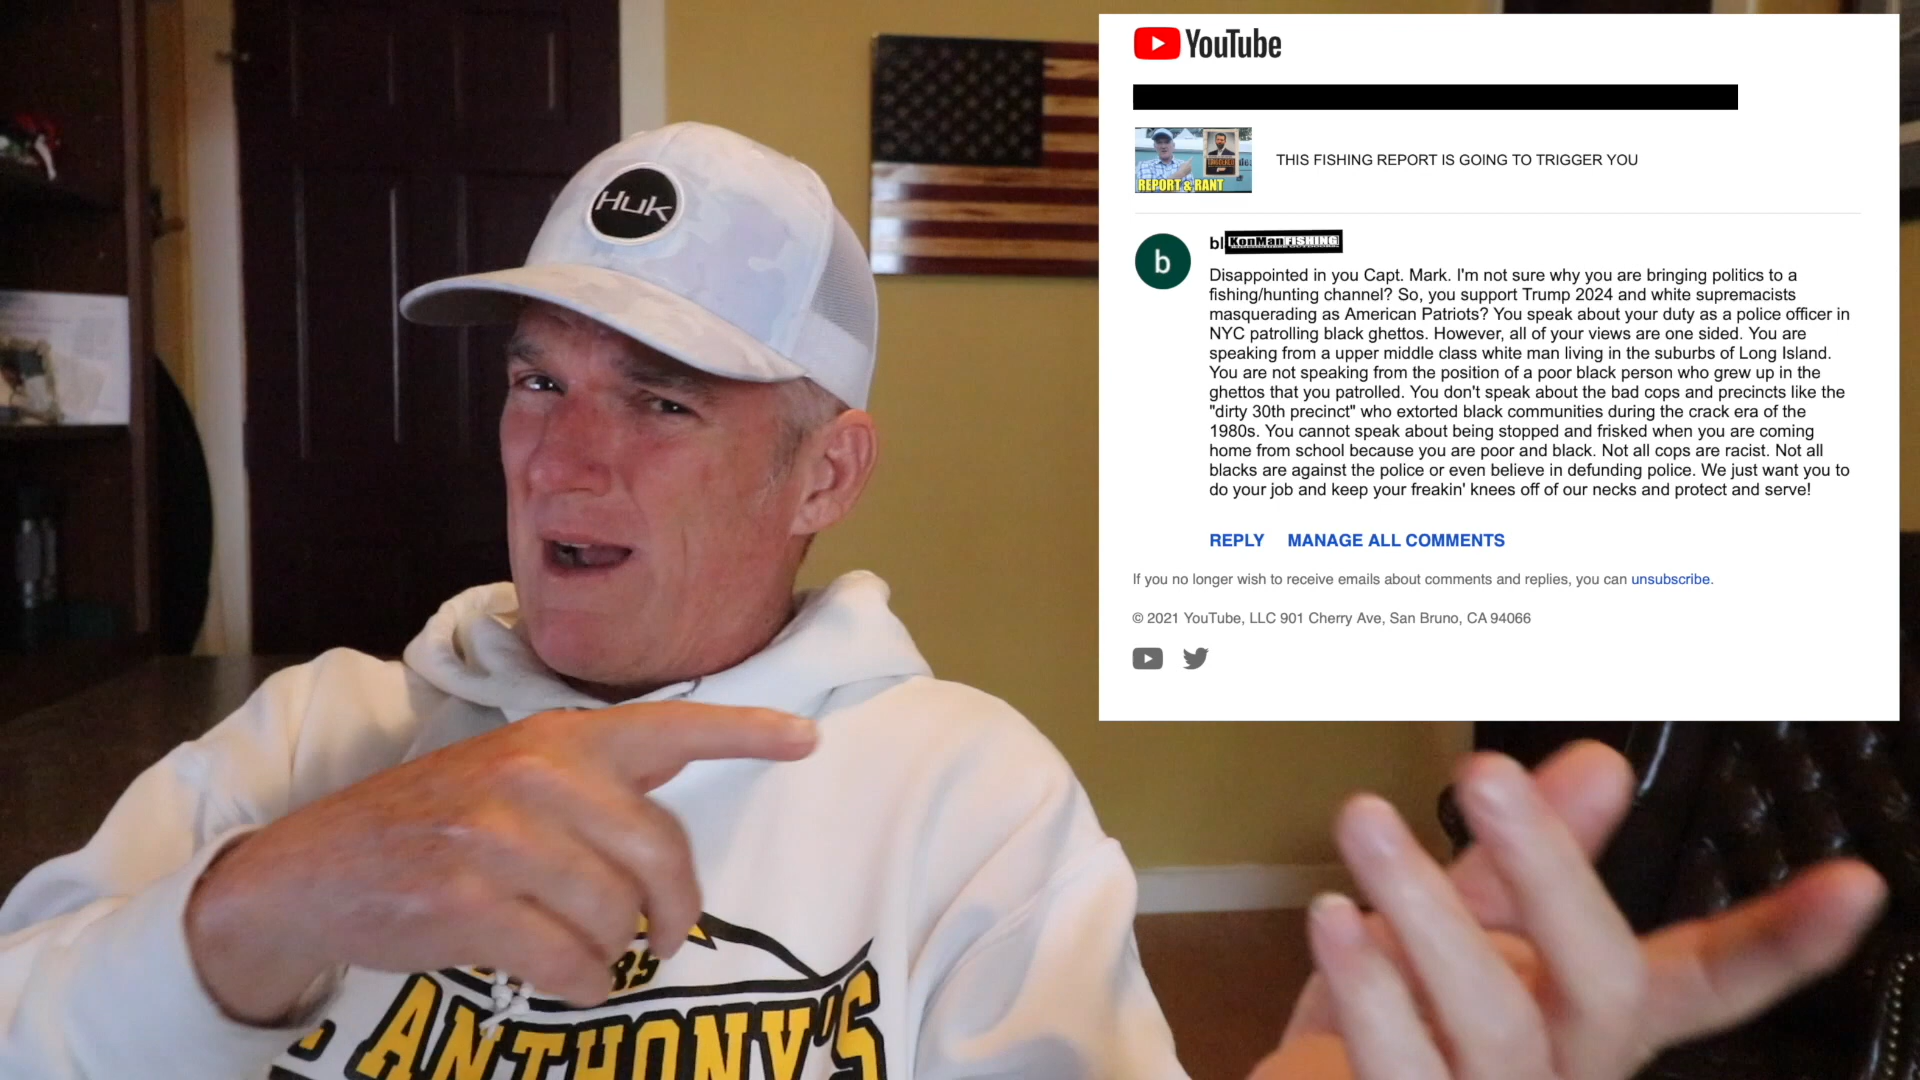 YouTube
REPORT & RANT
THIS FISHING REPORT IS GOING TO TRIGGER YOU
b
bl KonMan FISHING
Disappointed in you Capt. Mark. I'm not sure why you are bringing politics to a
fishing/hunting channel? So, you support Trump 2024 and white supremacists
masquerading as American Patriots? You speak about your duty as a police officer in
NYC patrolling black ghettos. However, all of your views are one sided. You are
speaking from a upper middle class white man living in the suburbs of Long Island.
You are not speaking from the position of a poor black person who grew up in the
ghettos that you patrolled. You don't speak about the bad cops and precincts like the
"dirty 30th precinct" who extorted black communities during the crack era of the
1980s. You cannot speak about being stopped and frisked when you are coming
home from school because you are poor and black. Not all cops are racist. Not all
blacks are against the police or even believe in defunding police. We just want you to
do your job and keep your freakin' knees off of our necks and protect and serve!
REPLY MANAGE ALL COMMENTS
If you no longer wish to receive emails about comments and replies, you can unsubscribe.
© 2021 YouTube, LLC 901 Cherry Ave, San Bruno, CA 94066
Huk
ANTHONY'S